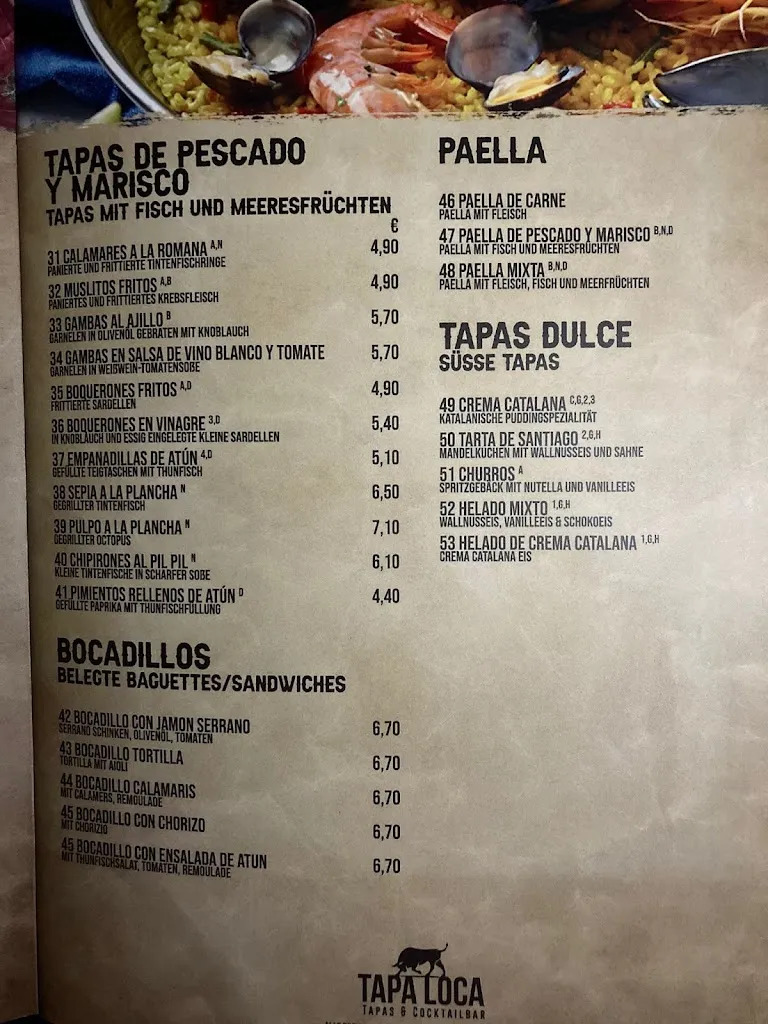 TAPAS DE PESCADO
Y MARISCO
TAPAS MIT FISCH UND MEERESFRÜCHTEN
€
31 CALAMARES A LA ROMANA A,N 4,90
PANIERTE UND FRITTIERTE TINTENFISCHRINGE
32 MUSLITOS FRITOS A,B 4,90
PANIERTES UND FRITTIERTES KREBSFLEISCH
33 GAMBAS AL AJILLO B 5,70
GARNELEN IN OLIVENÖL GEBRATEN MIT KNOBLAUCH
34 GAMBAS EN SALSA DE VINO BLANCO Y TOMATE 5,70
GARNELEN IN WEIßWEIN-TOMATENSOßE
35 BOQUERONES FRITOS A,D 4,90
FRITTIERTE SARDELLEN
36 BOQUERONES EN VINAGRE 3,D 5,40
IN KNOBLAUCH UND ESSIG EINGELEGTE KLEINE SARDELLEN
37 EMPANADILLAS DE ATÚN 4,D 5,10
GEFÜLLTE TEIGTASCHEN MIT THUNFISCH
38 SEPIA A LA PLANCHA N 6,50
GEGRILLTER TINTENFISCH
39 PULPO A LA PLANCHA N 7,10
GEGRILLTER OCTOPUS
40 CHIPIRONES AL PIL PIL N 6,10
KLEINE TINTENFISCHE IN SCHARFER SOßE
41 PIMIENTOS RELLENOS DE ATÚN D 4,40
GEFÜLLTE PAPRIKA MIT THUNFISCHFÜLLUNG
BOCADILLOS
BELEGTE BAGUETTES/SANDWICHES
42 BOCADILLO CON JAMON SERRANO 6,70
SERRANO SCHINKEN, OLIVENÖL, TOMATEN
43 BOCADILLO TORTILLA 6,70
TORTILLA MIT AIOLI
44 BOCADILLO CALAMARIS 6,70
MIT CALAMERS, REMOULADE
45 BOCADILLO CON CHORIZO 6,70
MIT CHORIZIO
45 BOCADILLO CON ENSALADA DE ATUN 6,70
MIT THUNFISCHSALAT, TOMATEN, REMOULADE
PAELLA
46 PAELLA DE CARNE
PAELLA MIT FLEISCH
47 PAELLA DE PESCADO Y MARISCO B,N,D
PAELLA MIT FISCH UND MEERESFRÜCHTEN
48 PAELLA MIXTA B,N,D
PAELLA MIT FLEISCH, FISCH UND MEERFRÜCHTEN
TAPAS DULCE
SÜSSE TAPAS
49 CREMA CATALANA C,G,2,3
KATALANISCHE PUDDINGSPEZIALITÄT
50 TARTA DE SANTIAGO 2,G,H
MANDELKUCHEN MIT WALLNUSSEIS UND SAHNE
51 CHURROS A
SPRITZGEBÄCK MIT NUTELLA UND VANILLEEIS
52 HELADO MIXTO 1,G,H
WALLNUSSEIS, VANILLEEIS & SCHOKOEIS
53 HELADO DE CREMA CATALANA 1,G,H
CREMA CATALANA EIS
TAPA LOCA
TAPAS & COCKTAILBAR